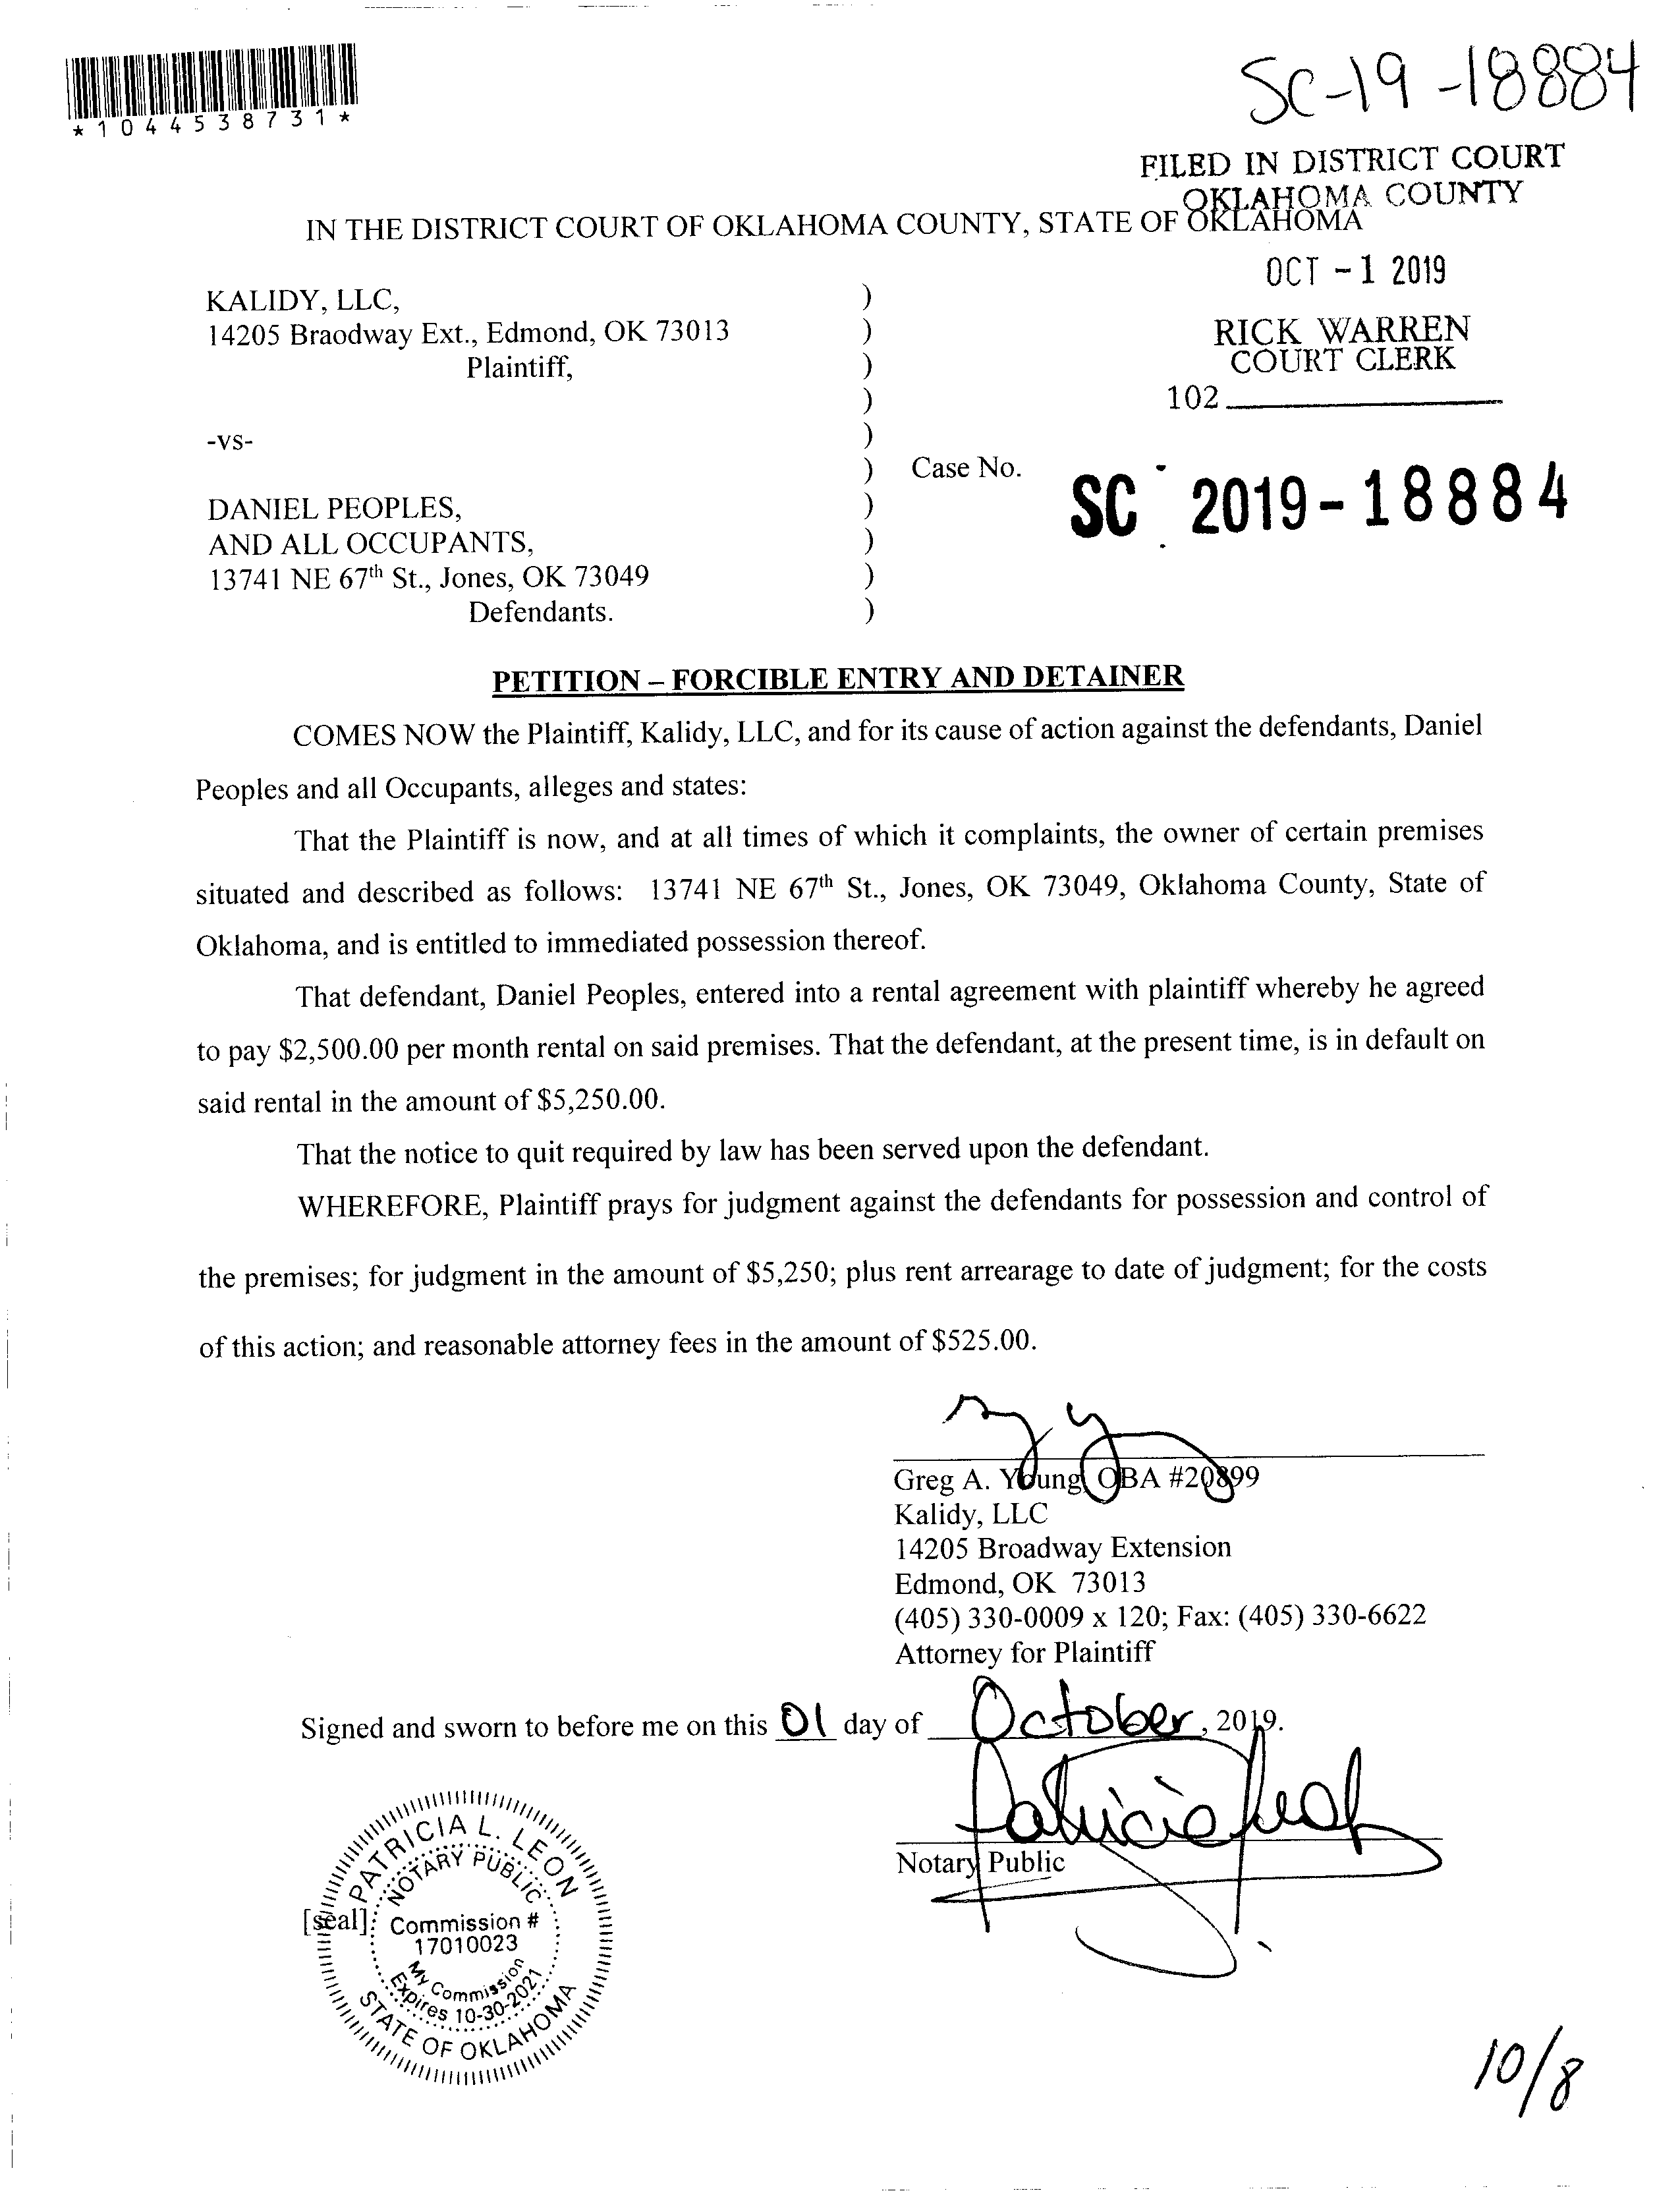 SC-19-18884
*1044538731*
FILED IN DISTRICT COURT
OKLAHOMA COUNTY
IN THE DISTRICT COURT OF OKLAHOMA COUNTY, STATE OF OKLAHOMA
OCT -1 2019
KALIDY, LLC, )
14205 Braodway Ext., Edmond, OK 73013 )
Plaintiff, )
)
RICK WARREN
COURT CLERK
102
-vs- )
) Case No. SC 2019-18884
DANIEL PEOPLES, )
AND ALL OCCUPANTS, )
13741 NE 67th St., Jones, OK 73049 )
Defendants. )
PETITION – FORCIBLE ENTRY AND DETAINER
COMES NOW the Plaintiff, Kalidy, LLC, and for its cause of action against the defendants, Daniel
Peoples and all Occupants, alleges and states:
That the Plaintiff is now, and at all times of which it complaints, the owner of certain premises
situated and described as follows: 13741 NE 67th St., Jones, OK 73049, Oklahoma County, State of
Oklahoma, and is entitled to immediated possession thereof.
That defendant, Daniel Peoples, entered into a rental agreement with plaintiff whereby he agreed
to pay $2,500.00 per month rental on said premises. That the defendant, at the present time, is in default on
said rental in the amount of $5,250.00.
That the notice to quit required by law has been served upon the defendant.
WHEREFORE, Plaintiff prays for judgment against the defendants for possession and control of
the premises; for judgment in the amount of $5,250; plus rent arrearage to date of judgment; for the costs
of this action; and reasonable attorney fees in the amount of $525.00.
Greg A. Young, OBA #20899
Kalidy, LLC
14205 Broadway Extension
Edmond, OK 73013
(405) 330-0009 x 120; Fax: (405) 330-6622
Attorney for Plaintiff
Signed and sworn to before me on this 01 day of October, 2019.
Notary Public
[seal]
PATRICIA L. LEON
NOTARY PUBLIC
Commission #
17010023
My Commission
Expires 10-30-2021
STATE OF OKLAHOMA
10/8